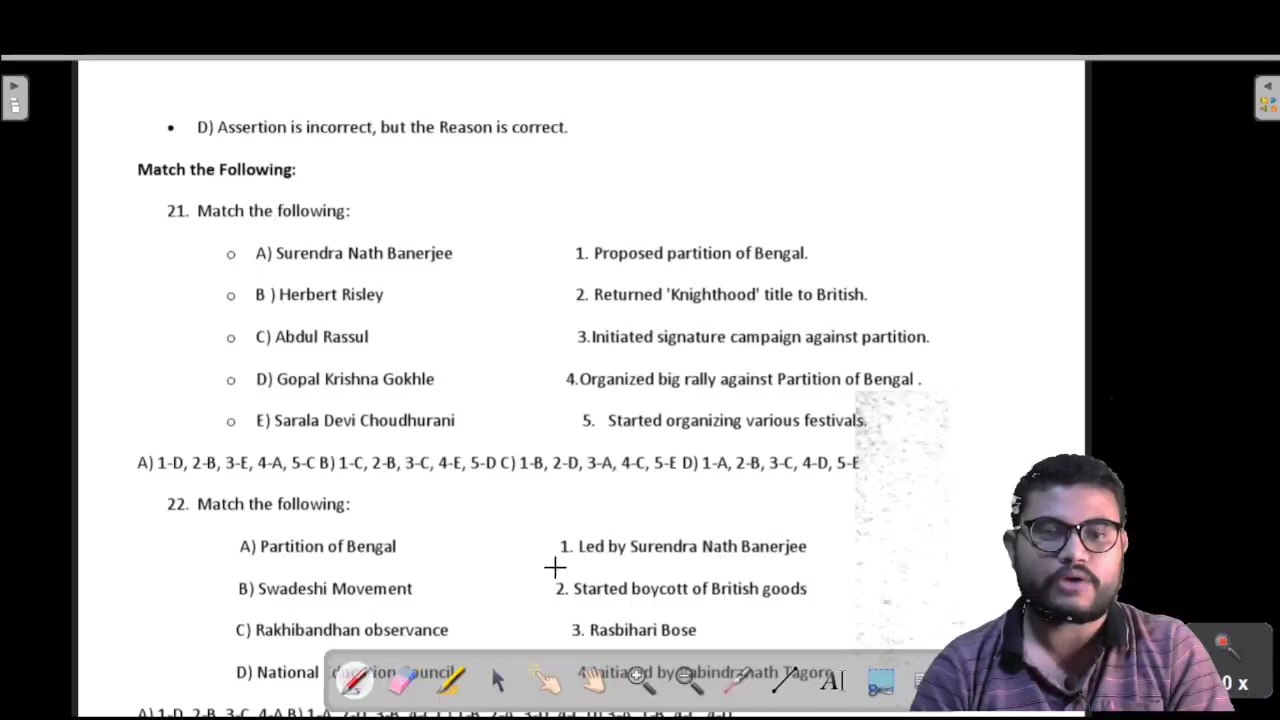 • D) Assertion is incorrect, but the Reason is correct.
Match the Following:
21. Match the following:
o A) Surendra Nath Banerjee 1. Proposed partition of Bengal.
o B ) Herbert Risley 2. Returned 'Knighthood' title to British.
o C) Abdul Rassul 3.Initiated signature campaign against partition.
o D) Gopal Krishna Gokhle 4.Organized big rally against Partition of Bengal .
o E) Sarala Devi Choudhurani 5. Started organizing various festivals.
A) 1-D, 2-B, 3-E, 4-A, 5-C B) 1-C, 2-B, 3-C, 4-E, 5-D C) 1-B, 2-D, 3-A, 4-C, 5-E D) 1-A, 2-B, 3-C, 4-D, 5-E
22. Match the following:
A) Partition of Bengal 1. Led by Surendra Nath Banerjee
B) Swadeshi Movement 2. Started boycott of British goods
C) Rakhibandhan observance 3. Rasbihari Bose
D) National Council
0 x